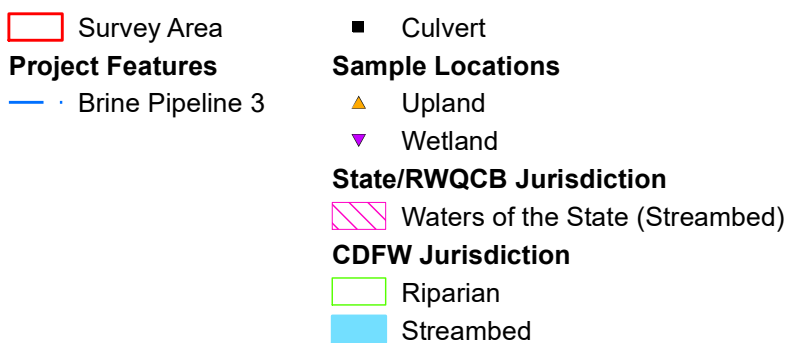 Survey Area
Project Features
Brine Pipeline 3
Culvert
Sample Locations
Upland
Wetland
State/RWQCB Jurisdiction
Waters of the State (Streambed)
CDFW Jurisdiction
Riparian
Streambed